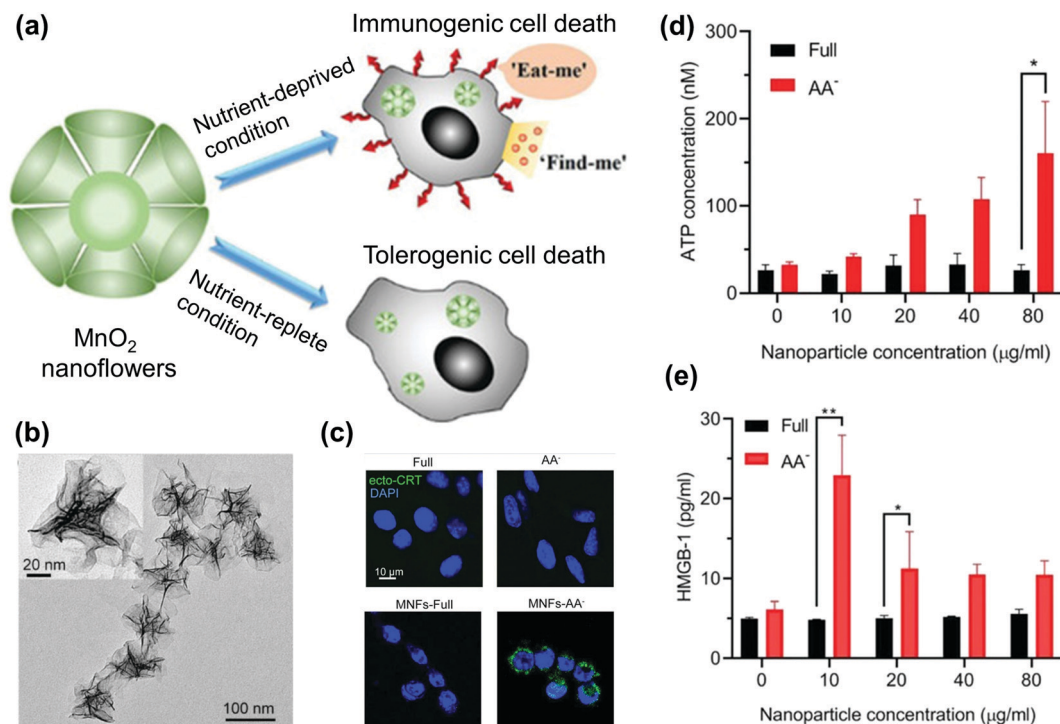 (a)
Immunogenic cell death
Nutrient-deprived
condition
'Eat-me'
'Find-me'
Nutrient-replete
condition
Tolerogenic cell death
MnO₂
nanoflowers
(b)
20 nm
100 nm
(c)
Full
AA⁻
ecto-CRT
DAPI
10 μm
MNFs-Full
MNFs-AA⁻
(d)
Full
AA⁻
*
ATP concentration (nM)
300
200
100
0
0 10 20 40 80
Nanoparticle concentration (μg/ml)
(e)
Full
AA⁻
**
*
HMGB-1 (pg/ml)
30
20
10
0
0 10 20 40 80
Nanoparticle concentration (μg/ml)